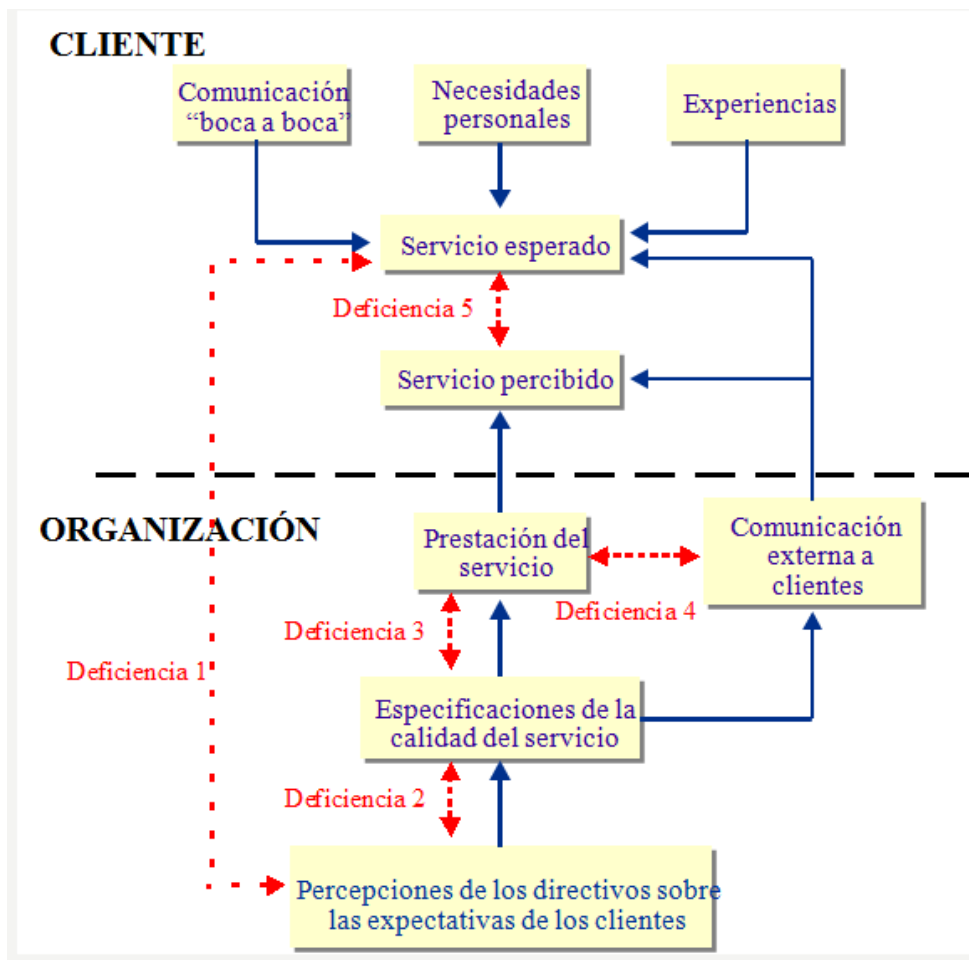 CLIENTE
Comunicación
“boca a boca”
Necesidades
personales
Experiencias
Servicio esperado
Deficiencia 5
Servicio percibido
ORGANIZACIÓN
Prestación del
servicio
Comunicación
externa a
clientes
Deficiencia 4
Deficiencia 3
Deficiencia 1
Especificaciones de la
calidad del servicio
Deficiencia 2
Percepciones de los directivos sobre
las expectativas de los clientes